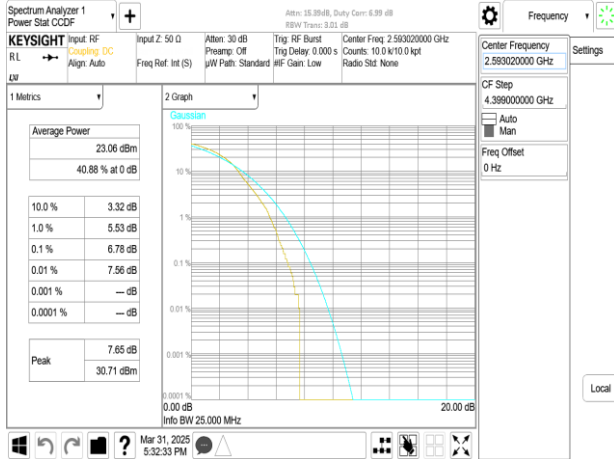 Spectrum Analyzer 1
Power Stat CCDF
Attn: 15.39dB, Duty Corr: 6.99 dB
RBW Trans: 3.01 dB
Frequency
KEYSIGHT
RL
Input: RF
Coupling: DC
Align: Auto
Input Z: 50 Ω
Freq Ref: Int (S)
Atten: 30 dB
Preamp: Off
µW Path: Standard
Trig: RF Burst
Trig Delay: 0.000 s
#IF Gain: Low
Center Freq: 2.593020000 GHz
Counts: 10.0 k/10.0 kpt
Radio Std: None
Center Frequency
2.593020000 GHz
Settings
CF Step
4.399000000 GHz
Auto
Man
Freq Offset
0 Hz
Local
1 Metrics
Average Power
23.06 dBm
40.88 % at 0 dB
10.0 % 3.32 dB
1.0 % 5.53 dB
0.1 % 6.78 dB
0.01 % 7.56 dB
0.001 % --- dB
0.0001 % --- dB
Peak
7.65 dB
30.71 dBm
2 Graph
Gaussian
100 %
10 %
1 %
0.1 %
0.01 %
0.001 %
0.0001 %
0.00 dB
20.00 dB
Info BW 25.000 MHz
Mar 31, 2025
5:32:33 PM